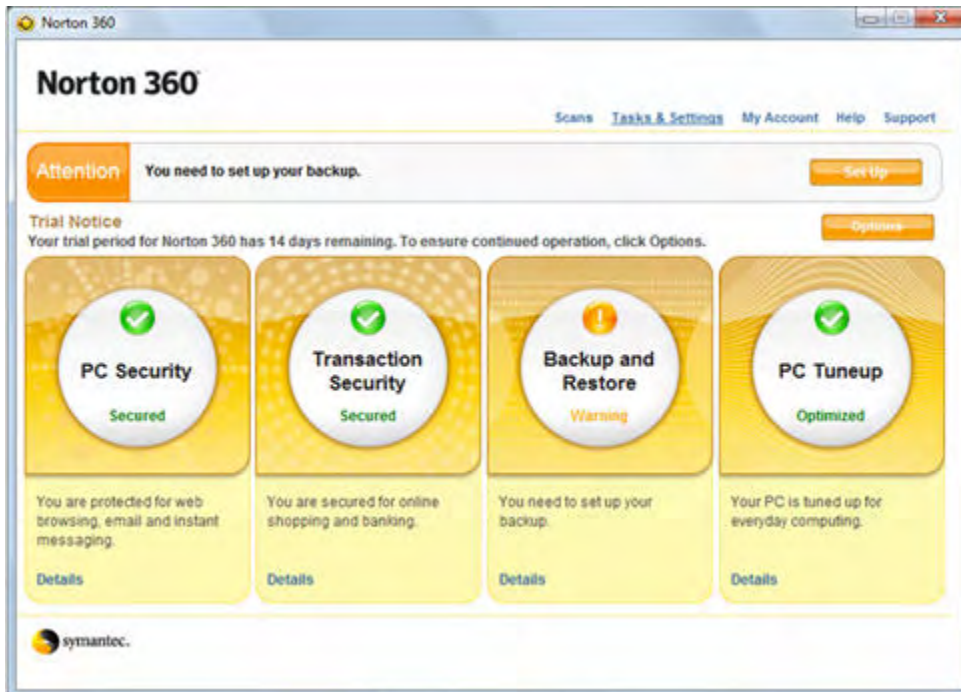 Norton 360
Norton 360
Scans Tasks & Settings My Account Help Support
Attention You need to set up your backup. Set Up
Trial Notice
Options
Your trial period for Norton 360 has 14 days remaining. To ensure continued operation, click Options.
PC Security
Secured
Transaction
Security
Secured
Backup and
Restore
Warning
PC Tuneup
Optimized
You are protected for web
browsing, email and instant
messaging.
Details
You are secured for online
shopping and banking.
Details
You need to set up your
backup.
Details
Your PC is tuned up for
everyday computing.
Details
symantec.